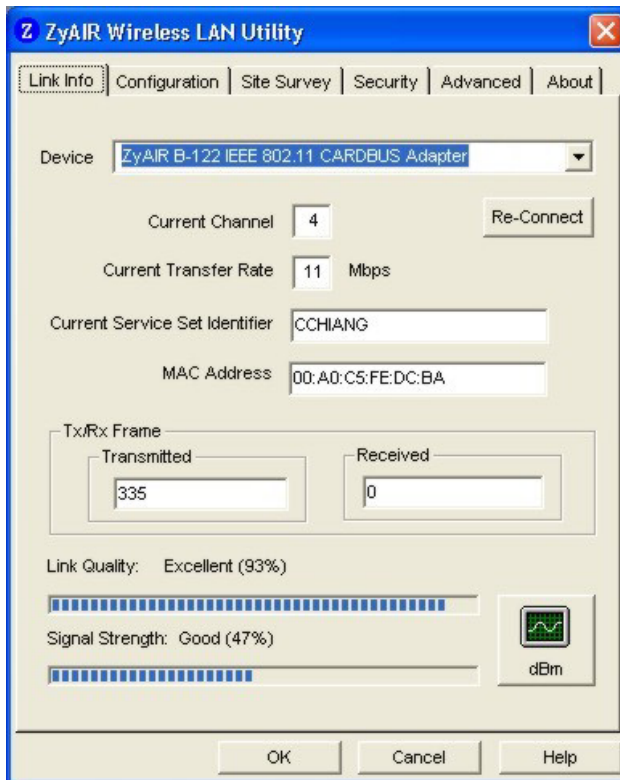 Z ZyAIR Wireless LAN Utility
Link Info Configuration Site Survey Security Advanced About
Device ZyAIR B-122 IEEE 802.11 CARDBUS Adapter
Current Channel 4 Re-Connect
Current Transfer Rate 11 Mbps
Current Service Set Identifier CCHIANG
MAC Address 00:A0:C5:FE:DC:BA
Tx/Rx Frame
Transmitted Received
335 0
Link Quality: Excellent (93%)
Signal Strength: Good (47%)
dBm
OK Cancel Help